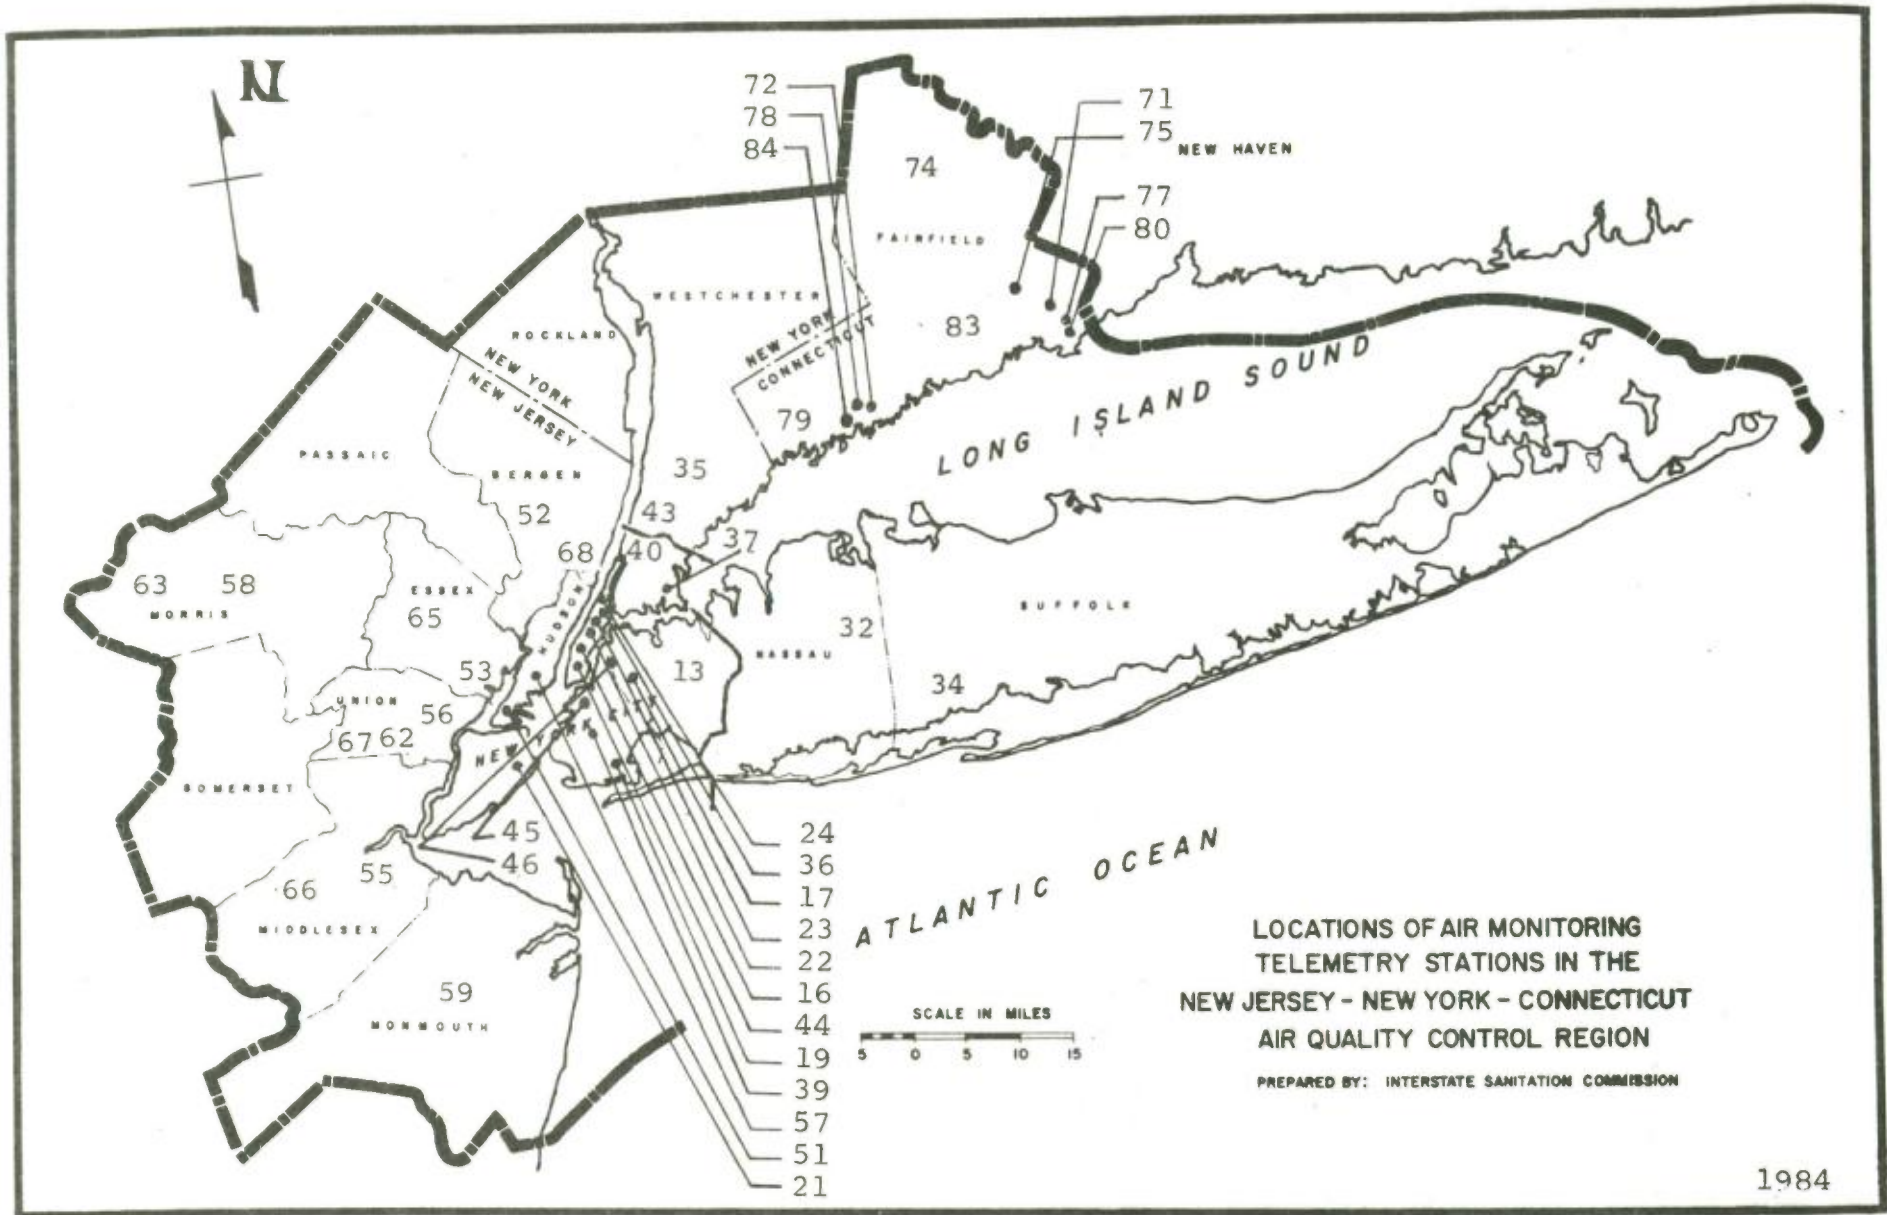 N
72
78
84
71
75
NEW HAVEN
74
77
80
FAIRFIELD
WESTCHESTER
83
ROCKLAND
NEW YORK
CONNECTICUT
NEW YORK
NEW JERSEY
LONG ISLAND SOUND
79
PASSAIC
35
BERGEN
52
43
37
68
40
63
58
ESSEX
MORRIS
65
HUDSON
32
SUFFOLK
NASSAU
53
13
34
UNION
56
67
62
NEW YORK CITY
SOMERSET
45
46
24
36
17
23
22
16
44
19
39
57
51
21
55
66
MIDDLESEX
59
MONMOUTH
ATLANTIC OCEAN
SCALE IN MILES
5 0 5 10 15
LOCATIONS OF AIR MONITORING
TELEMETRY STATIONS IN THE
NEW JERSEY - NEW YORK - CONNECTICUT
AIR QUALITY CONTROL REGION
PREPARED BY: INTERSTATE SANITATION COMMISSION
1984